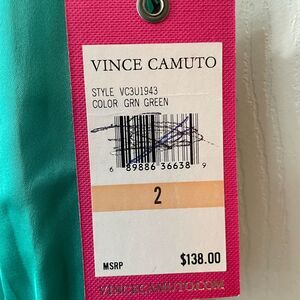 VINCE CAMUTO
STYLE VC3U1943
COLOR GRN GREEN
6 89886 36638 9
2
MSRP $138.00
VINCECAMUTO.COM